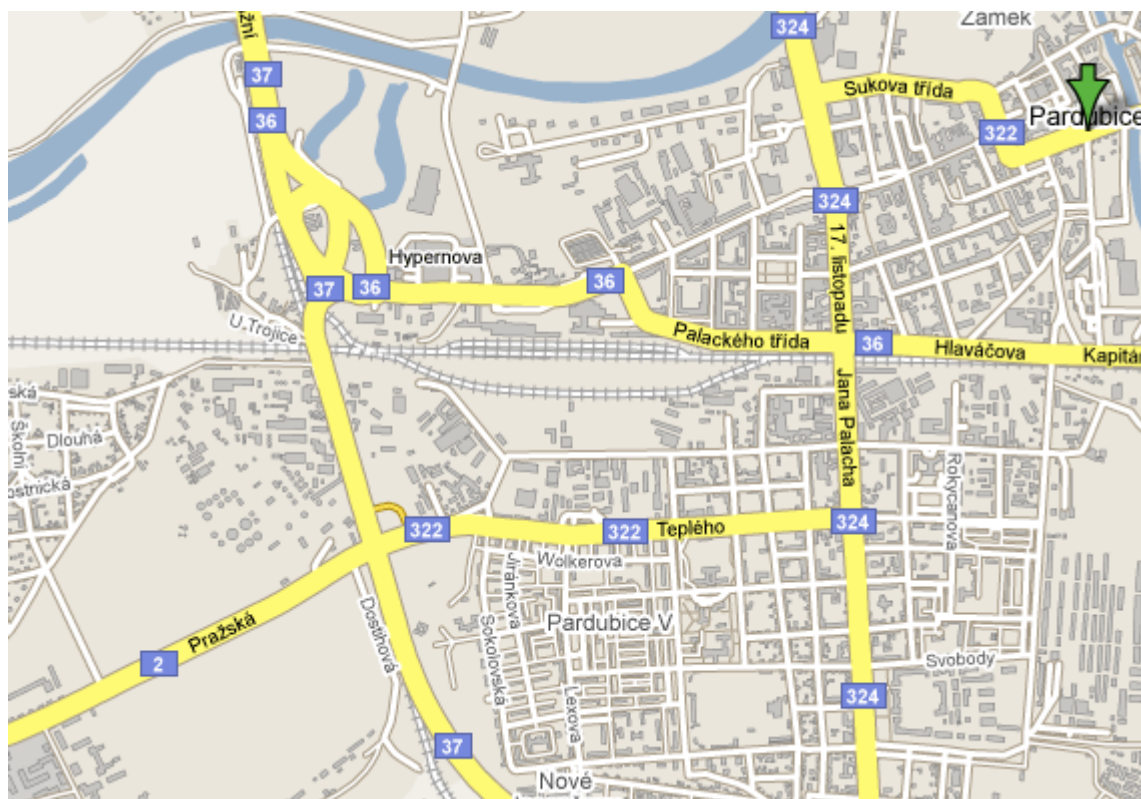 Zámek
324
37
Sukova třída
36
322
Pardubice
324
17. listopadu
Hypernova
37
36
36
U Trojice
Palackého třída
36
Hlaváčova
Jana Palacha
Školní
Dlouhá
Rokycanova
322
322
Teplého
324
Wolkerova
Jiránkova
Pražská
Dostihová
Sokolovská
Pardubice V
2
Svobody
Lexova
324
37
Nové